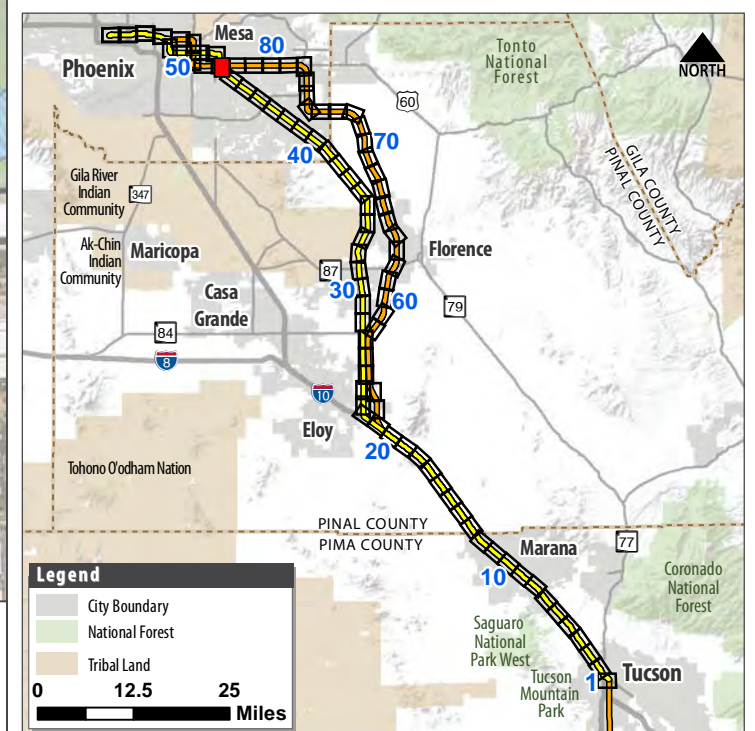 Mesa
80
Phoenix
50
Tonto
National
Forest
NORTH
60
70
40
GILA COUNTY
PINAL COUNTY
Gila River
Indian
Community
347
Ak-Chin
Indian
Community
Maricopa
Florence
87
30
Casa
Grande
60
79
84
8
10
Eloy
20
Tohono O'odham Nation
PINAL COUNTY
PIMA COUNTY
Marana
77
10
Coronado
National
Forest
Saguaro
National
Park West
Tucson
Mountain
Park
1
Tucson
Legend
City Boundary
National Forest
Tribal Land
0 12.5 25
Miles